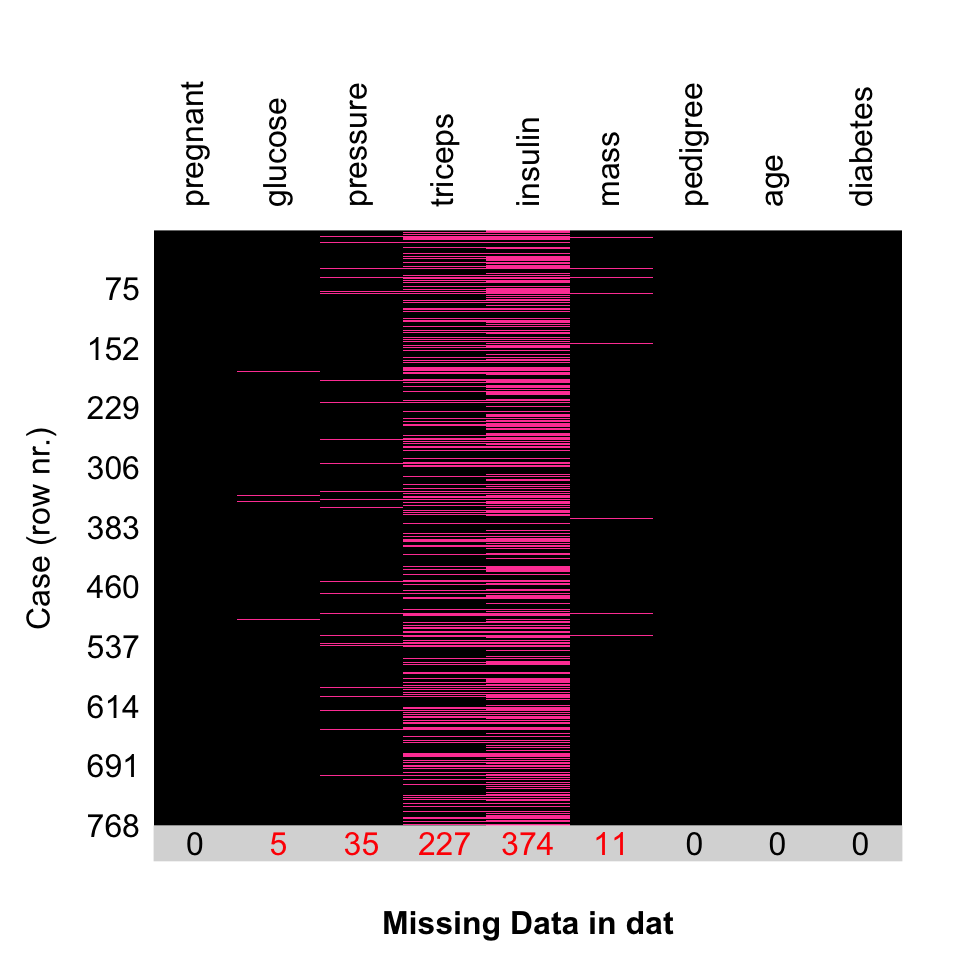 pregnant
glucose
pressure
triceps
insulin
mass
pedigree
age
diabetes
Case (row nr.)
75
152
229
306
383
460
537
614
691
768
0 5 35 227 374 11 0 0 0
Missing Data in dat